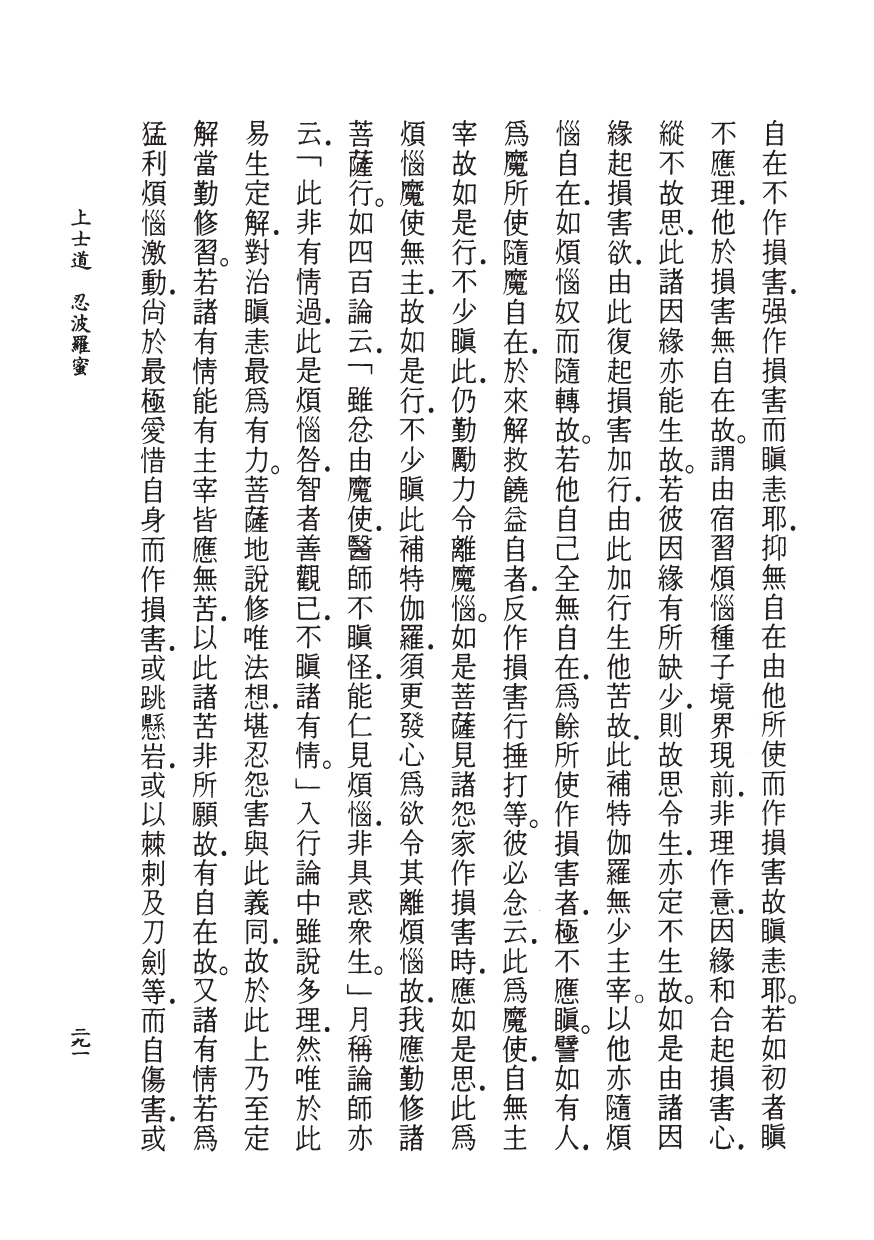 自在不作損害．强作損害而瞋恚耶．抑無自在由他所使而作損害故瞋恚耶。若如初者瞋
不應理．他於損害無自在故。謂由宿習煩惱種子境界現前．非理作意．因緣和合起損害心．
縱不故思．此諸因緣亦能生故。若彼因緣有所缺少．則故思令生．亦定不生故。如是由諸因
緣起損害欲．由此復起損害加行．由此加行生他苦故．此補特伽羅無少主宰。以他亦隨煩
惱自在．如煩惱奴而隨轉故。若他自己全無自在．爲餘所使作損害者．極不應瞋。譬如有人．
爲魔所使隨魔自在．於來解救饒益自者．反作損害行捶打等。彼必念云．此爲魔使．自無主
宰故如是行．不少瞋此．仍勤勵力令離魔惱。如是菩薩見諸怨家作損害時．應如是思．此爲
煩惱魔使無主．故如是行．不少瞋此補特伽羅．須更發心爲欲令其離煩惱故．我應勤修諸
菩薩行。如四百論云．「雖忿由魔使．醫師不瞋怪．能仁見煩惱．非具惑衆生。」月稱論師亦
云．「此非有情過．此是煩惱咎．智者善觀已．不瞋諸有情。」入行論中雖說多理．然唯於此
易生定解．對治瞋恚最爲有力。菩薩地說修唯法想．堪忍怨害與此義同．故於此上乃至定
解當勤修習。若諸有情能有主宰皆應無苦．以此諸苦非所願故．有自在故。又諸有情若爲
猛利煩惱激動．尙於最極愛惜自身而作損害．或跳懸岩．或以棘刺及刀劍等．而自傷害．或
上士道　忍波羅蜜
二九一